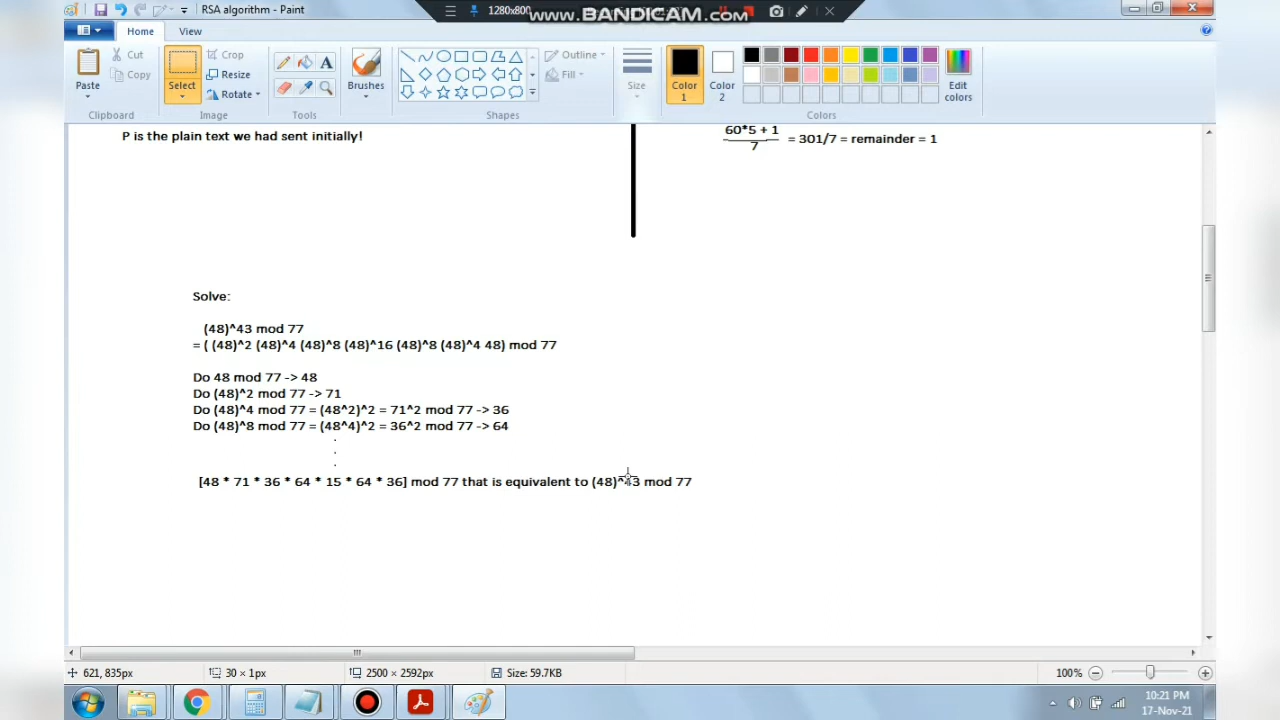 RSA algorithm - Paint
1280x800
www.BANDICAM.com
Home
View
Paste
Cut
Copy
Clipboard
Select
Crop
Resize
Rotate
Image
Tools
Brushes
Outline
Fill
Shapes
Size
Color 1
Color 2
Edit colors
Colors
P is the plain text we had sent initially!
60*5 + 1
7
= 301/7 = remainder = 1
Solve:
(48)^43 mod 77
= ( (48)^2 (48)^4 (48)^8 (48)^16 (48)^8 (48)^4 48) mod 77
Do 48 mod 77 -> 48
Do (48)^2 mod 77 -> 71
Do (48)^4 mod 77 = (48^2)^2 = 71^2 mod 77 -> 36
Do (48)^8 mod 77 = (48^4)^2 = 36^2 mod 77 -> 64
.
.
.
[48 * 71 * 36 * 64 * 15 * 64 * 36] mod 77 that is equivalent to (48)^43 mod 77
621, 835px
30 × 1px
2500 × 2592px
Size: 59.7KB
100%
10:21 PM
17-Nov-21